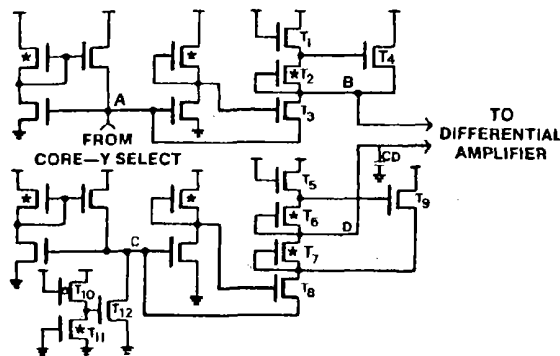 T1
*
*
T4
*
T2
A
B
T3
FROM
CORE—Y SELECT
TO
DIFFERENTIAL
AMPLIFIER
CD
T5
*
*
T9
*
T6
D
C
*
T7
T8
T10
T12
*
T11